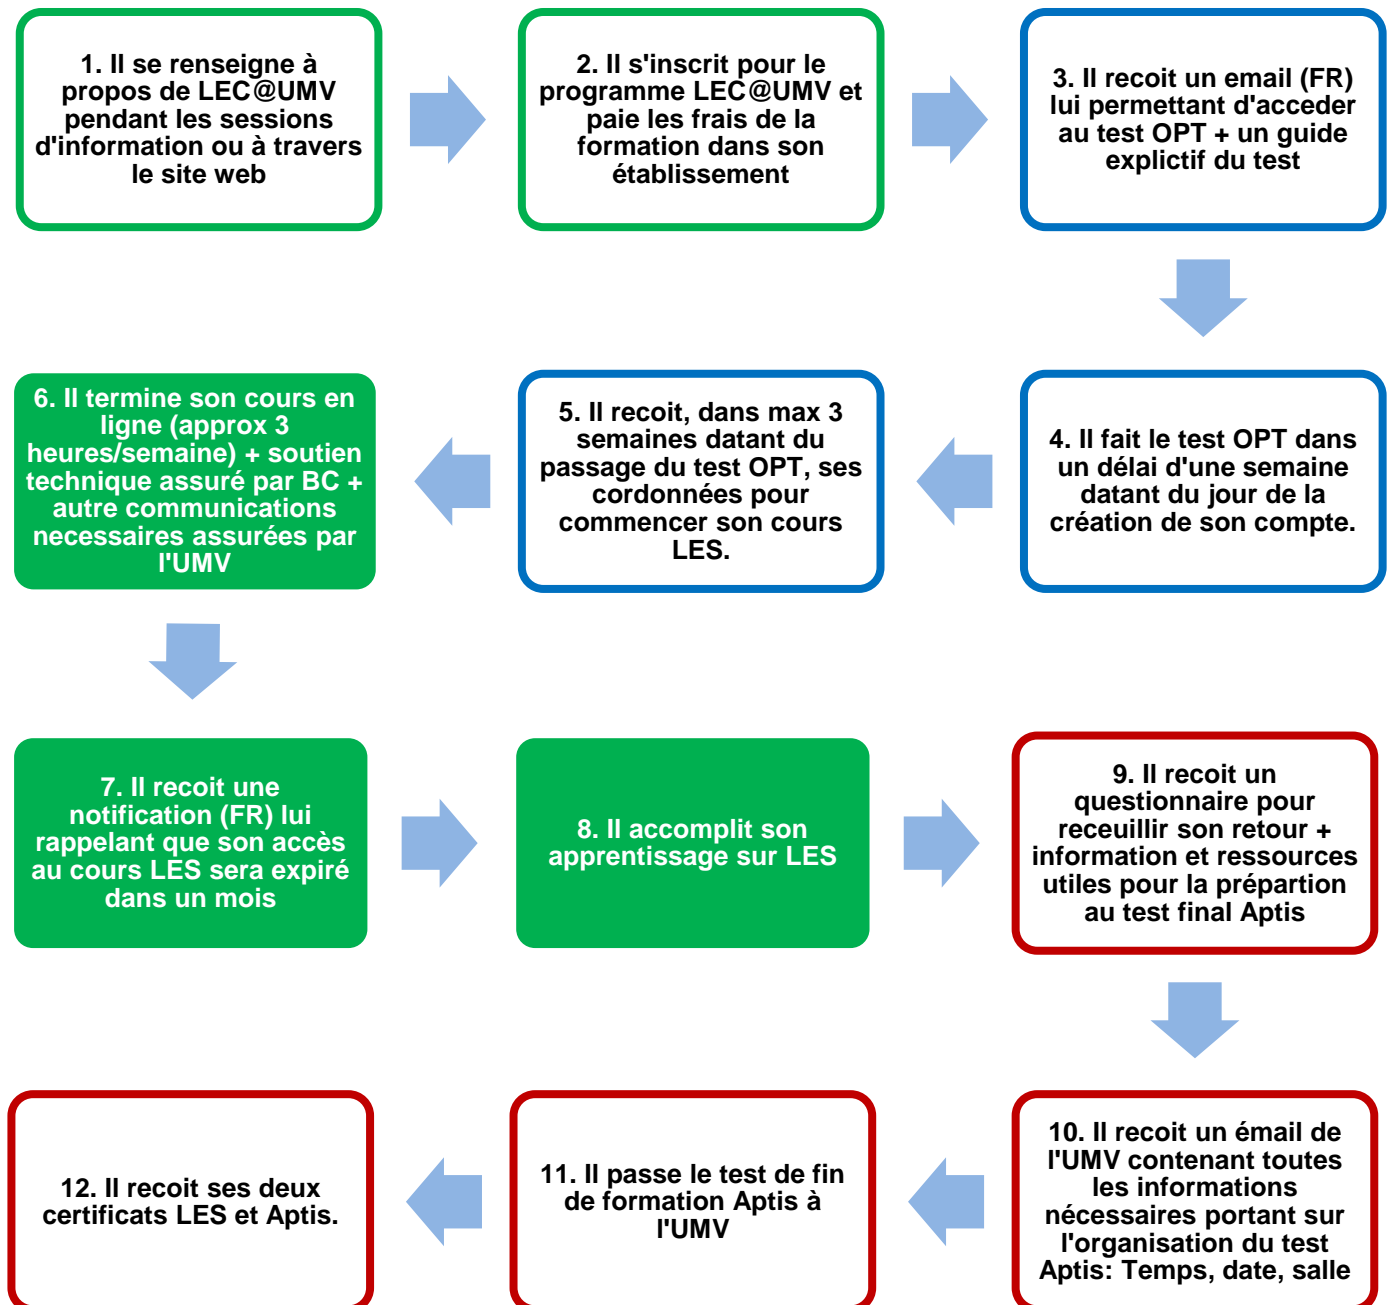 1. Il se renseigne à
propos de LEC@UMV
pendant les sessions
d'information ou à travers
le site web
2. Il s'inscrit pour le
programme LEC@UMV et
paie les frais de la
formation dans son
établissement
3. Il recoit un email (FR)
lui permettant d'acceder
au test OPT + un guide
explictif du test
4. Il fait le test OPT dans
un délai d'une semaine
datant du jour de la
création de son compte.
5. Il recoit, dans max 3
semaines datant du
passage du test OPT, ses
cordonnées pour
commencer son cours
LES.
6. Il termine son cours en
ligne (approx 3
heures/semaine) + soutien
technique assuré par BC +
autre communications
necessaires assurées par
l'UMV
7. Il recoit une
notification (FR) lui
rappelant que son accès
au cours LES sera expiré
dans un mois
8. Il accomplit son
apprentissage sur LES
9. Il recoit un
questionnaire pour
receuillir son retour +
information et ressources
utiles pour la prépartion
au test final Aptis
10. Il recoit un émail de
l'UMV contenant toutes
les informations
nécessaires portant sur
l'organisation du test
Aptis: Temps, date, salle
11. Il passe le test de fin
de formation Aptis à
l'UMV
12. Il recoit ses deux
certificats LES et Aptis.